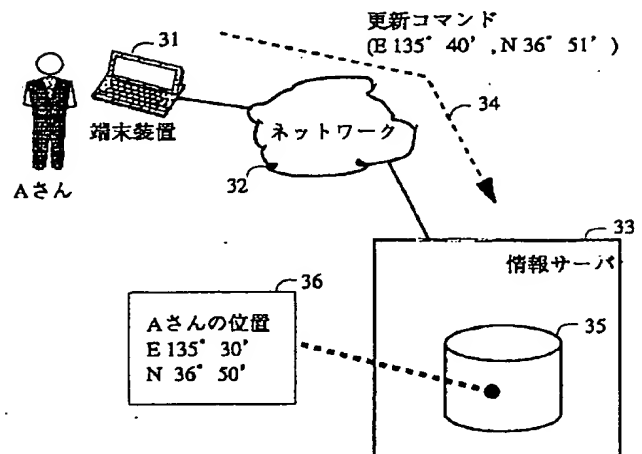 更新コマンド
(E 135° 40′ , N 36° 51′ )
31
34
端末装置
ネットワーク
Aさん
32
33
情報サーバ
36
35
Aさんの位置
E 135° 30′
N 36° 50′